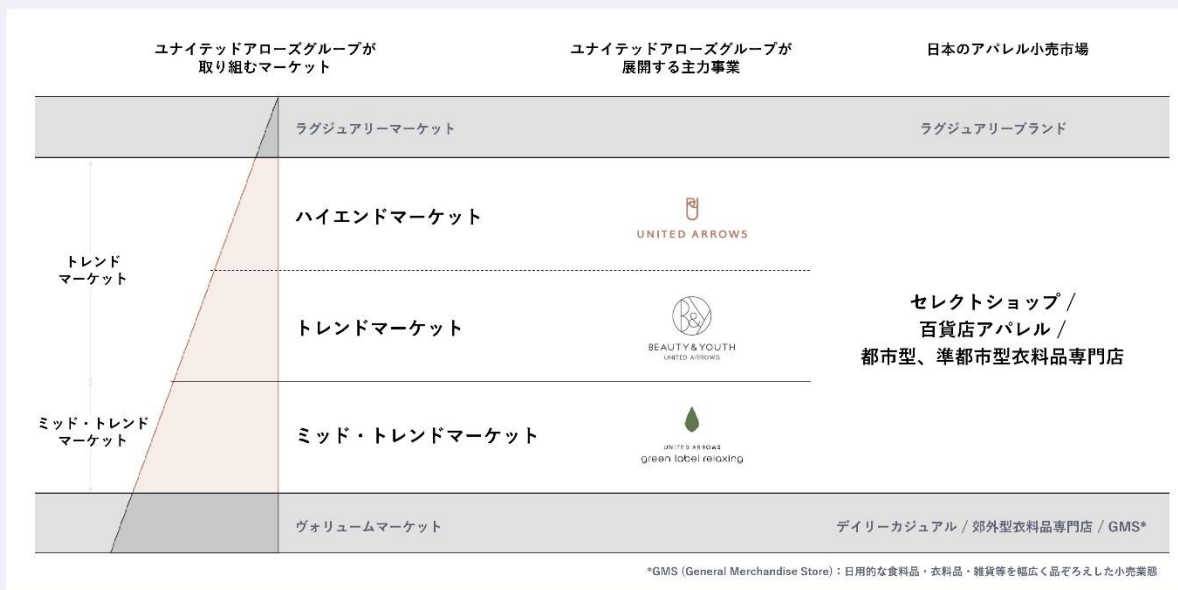 ユナイテッドアローズグループが
取り組むマーケット
ユナイテッドアローズグループが
展開する主力事業
日本のアパレル小売市場
ラグジュアリーマーケット
ラグジュアリーブランド
トレンド
マーケット
ハイエンドマーケット
UNITED ARROWS
トレンドマーケット
B&Y
BEAUTY&YOUTH
UNITED ARROWS
セレクトショップ /
百貨店アパレル /
都市型、準都市型衣料品専門店
ミッド・トレンド
マーケット
ミッド・トレンドマーケット
UNITED ARROWS
green label relaxing
ヴォリュームマーケット
デイリーカジュアル / 郊外型衣料品専門店 / GMS*
*GMS (General Merchandise Store)：日用的な食料品・衣料品・雑貨等を幅広く品ぞろえした小売業態